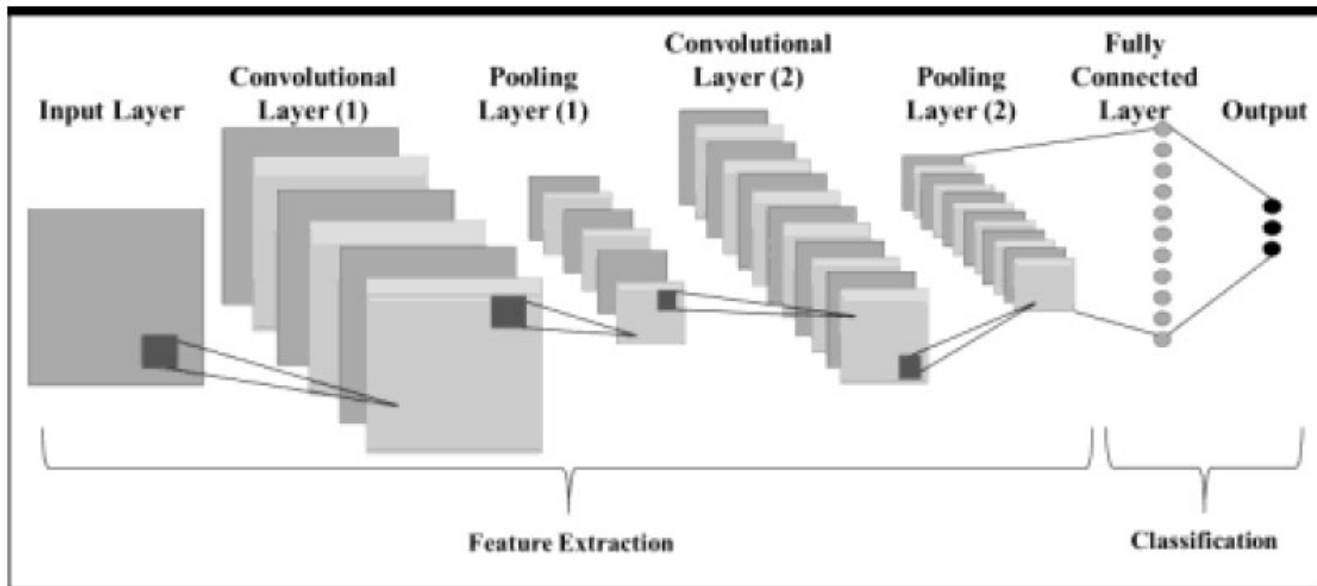 Input Layer
Convolutional
Layer (1)
Pooling
Layer (1)
Convolutional
Layer (2)
Pooling
Layer (2)
Fully
Connected
Layer
Output
Feature Extraction
Classification